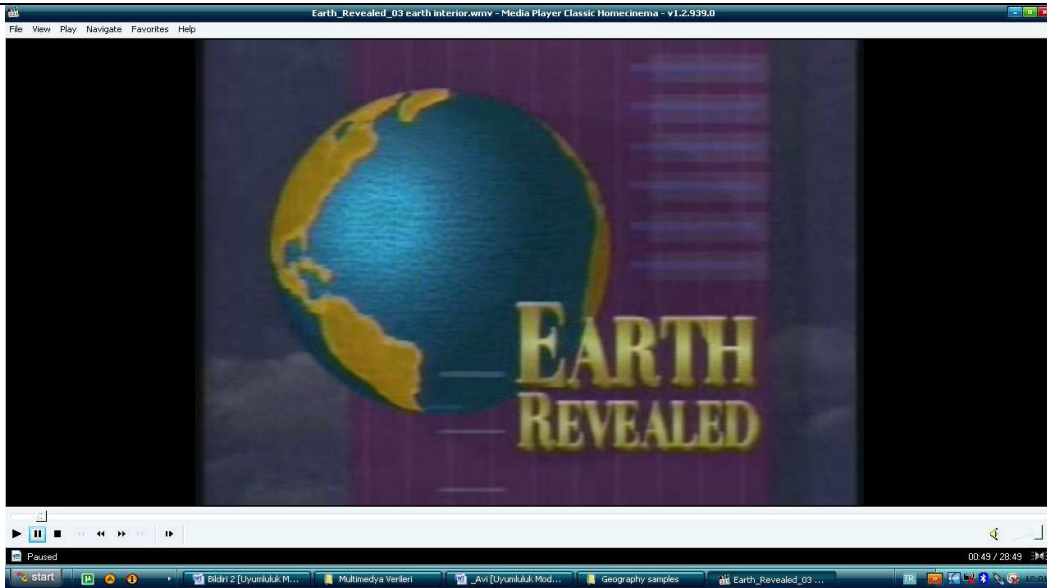 Earth_Revealed_03 earth interior.wmv - Media Player Classic Homecinema - v1.2.939.0
File View Play Navigate Favorites Help
EARTH
REVEALED
Paused
00:49 / 28:49
start
Bildiri 2 [Uyumluluk M...
Multimedya Verileri
_Avi [Uyumluluk Mod...
Geography samples
Earth_Revealed_03 ...
TR